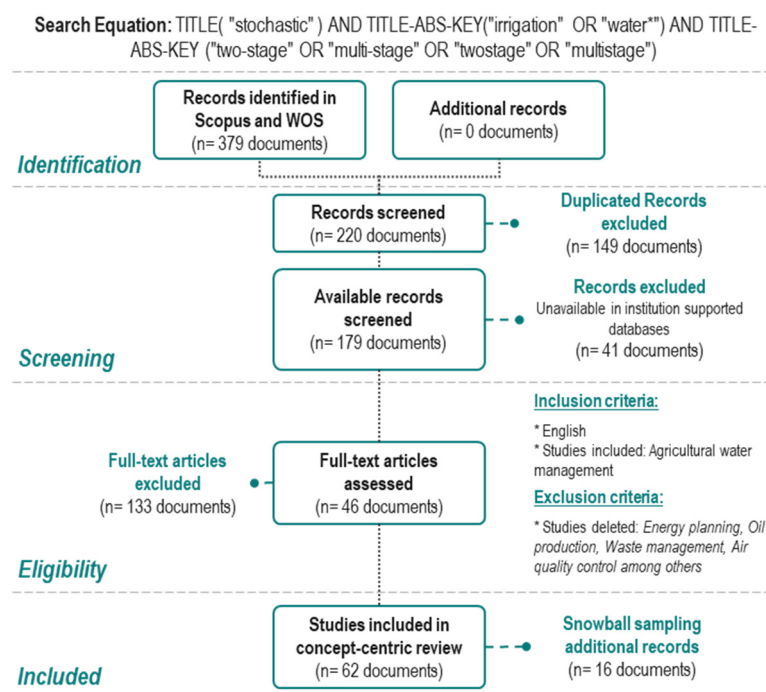 Search Equation: TITLE( "stochastic" ) AND TITLE-ABS-KEY("irrigation" OR "water*") AND TITLE-
ABS-KEY ("two-stage" OR "multi-stage" OR "twostage" OR "multistage")
Records identified in
Scopus and WOS
(n= 379 documents)
Additional records
(n= 0 documents)
Identification
Records screened
(n= 220 documents)
Duplicated Records
excluded
(n= 149 documents)
Available records
screened
(n= 179 documents)
Records excluded
Unavailable in institution supported
databases
(n= 41 documents)
Screening
Inclusion criteria:
* English
* Studies included: Agricultural water
management
Exclusion criteria:
* Studies deleted: Energy planning, Oil
production, Waste management, Air
quality control among others
Full-text articles
excluded
(n= 133 documents)
Full-text articles
assessed
(n= 46 documents)
Eligibility
Studies included in
concept-centric review
(n= 62 documents)
Snowball sampling
additional records
(n= 16 documents)
Included